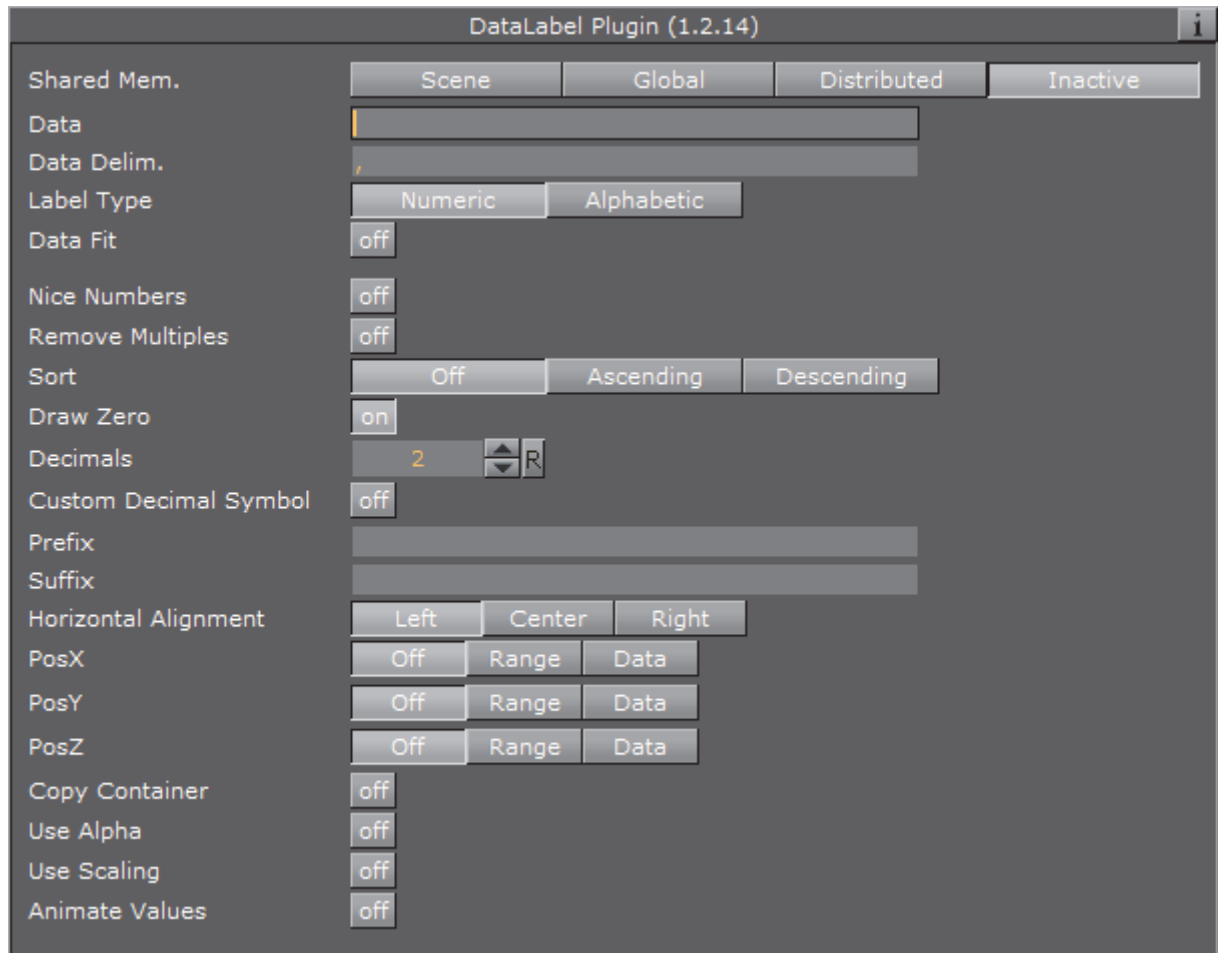 DataLabel Plugin (1.2.14) i
Shared Mem. Scene Global Distributed Inactive
Data
Data Delim. ,
Label Type Numeric Alphabetic
Data Fit off
Nice Numbers off
Remove Multiples off
Sort Off Ascending Descending
Draw Zero on
Decimals 2 R
Custom Decimal Symbol off
Prefix
Suffix
Horizontal Alignment Left Center Right
PosX Off Range Data
PosY Off Range Data
PosZ Off Range Data
Copy Container off
Use Alpha off
Use Scaling off
Animate Values off